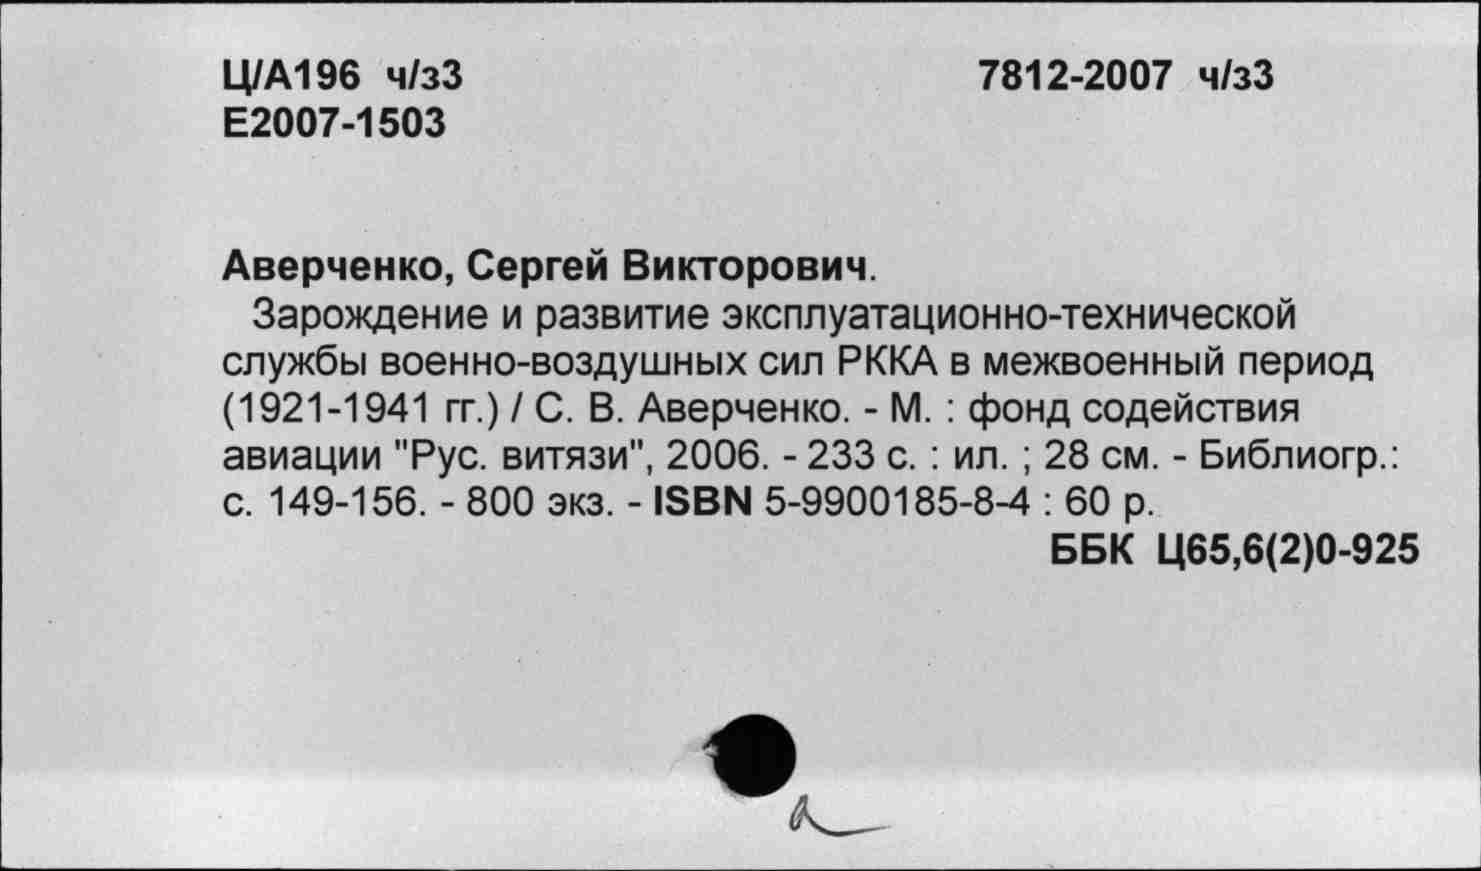 Ц/А196 ч/з3 7812-2007 ч/з3
Е2007-1503
Аверченко, Сергей Викторович.
Зарождение и развитие эксплуатационно-технической
службы военно-воздушных сил РККА в межвоенный период
(1921-1941 гг.) / С. В. Аверченко. - М. : фонд содействия
авиации "Рус. витязи", 2006. - 233 с. : ил. ; 28 см. - Библиогр.:
с. 149-156. - 800 экз. - ISBN 5-9900185-8-4 : 60 р.
ББК Ц65,6(2)0-925
а